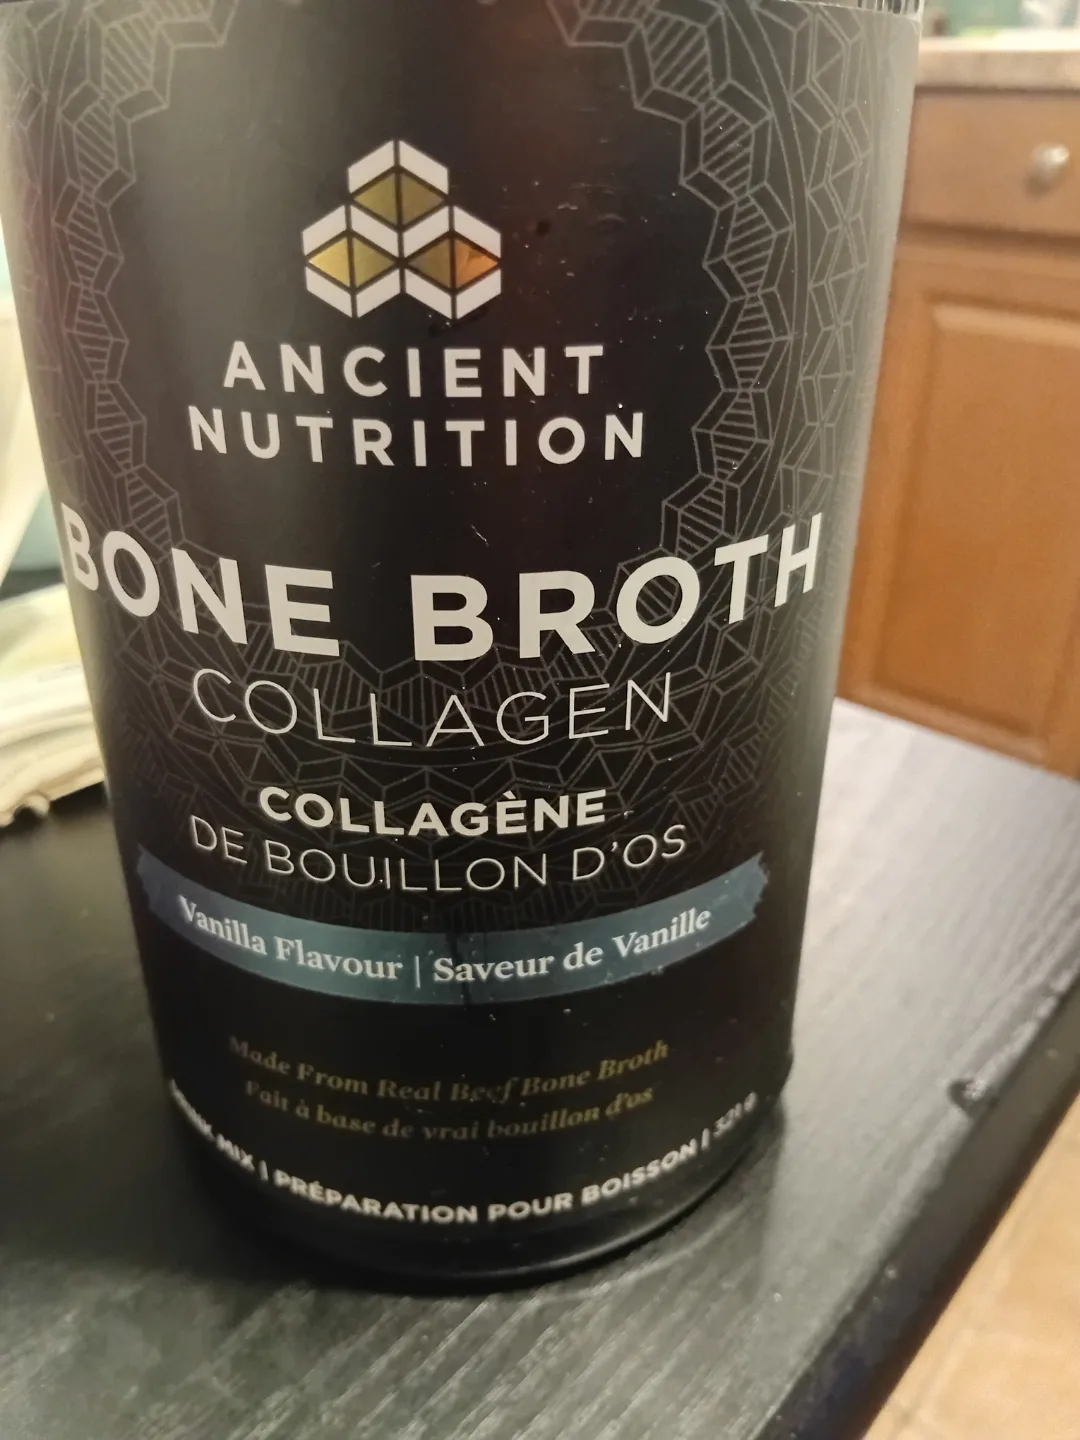 ANCIENT
NUTRITION
BONE BROTH
COLLAGEN
COLLAGÈNE
DE BOUILLON D'OS
Vanilla Flavour | Saveur de Vanille
Made From Real Beef Bone Broth
Fait à base de vrai bouillon d'os
MIX | PRÉPARATION POUR BOISSON |